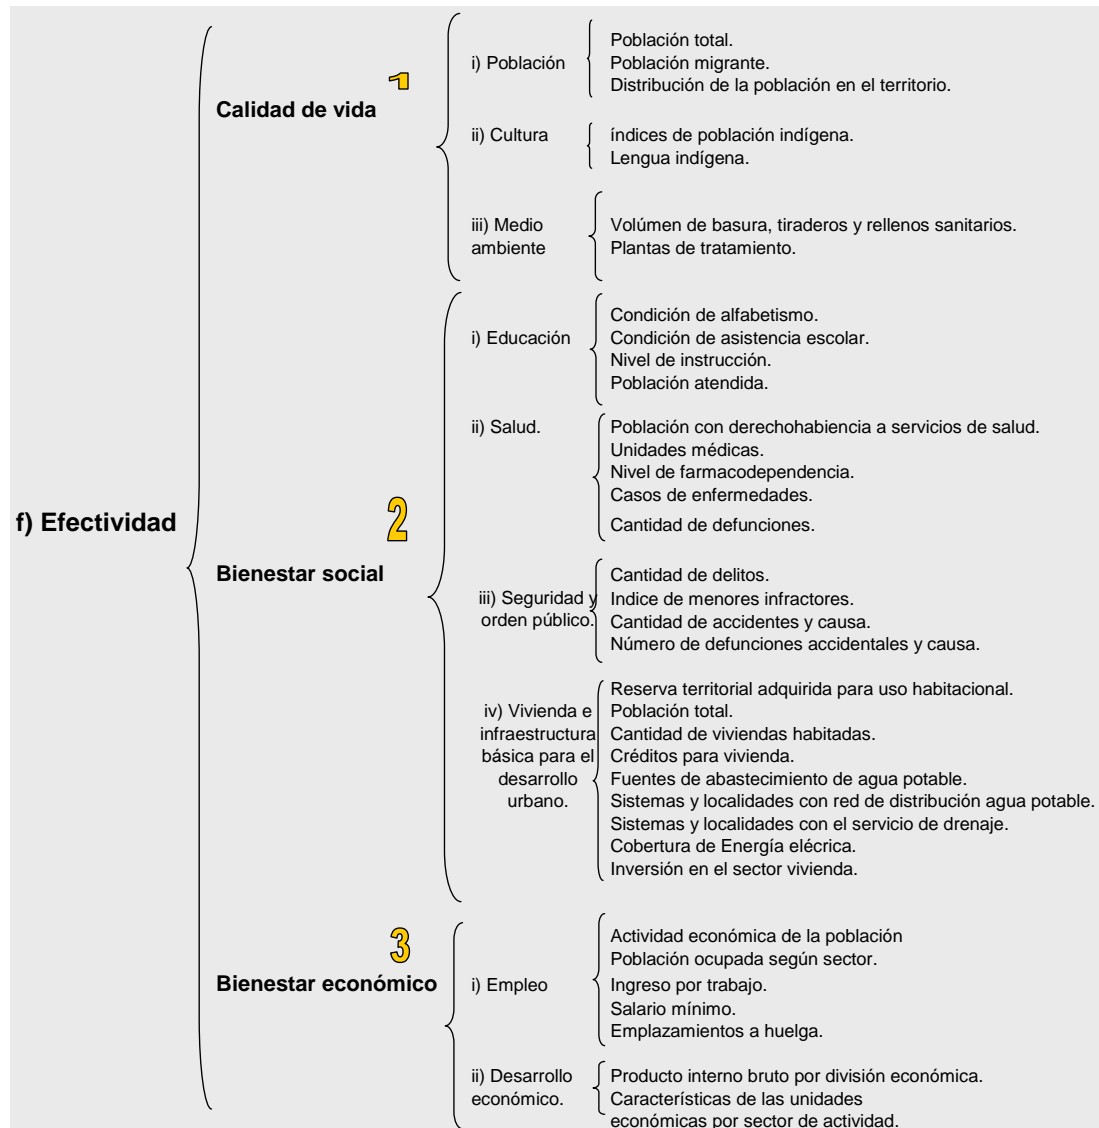 f) Efectividad
1
Calidad de vida
i) Población
Población total.
Población migrante.
Distribución de la población en el territorio.
ii) Cultura
índices de población indígena.
Lengua indígena.
iii) Medio
ambiente
Volúmen de basura, tiraderos y rellenos sanitarios.
Plantas de tratamiento.
2
Bienestar social
i) Educación
Condición de alfabetismo.
Condición de asistencia escolar.
Nivel de instrucción.
Población atendida.
ii) Salud.
Población con derechohabiencia a servicios de salud.
Unidades médicas.
Nivel de farmacodependencia.
Casos de enfermedades.
Cantidad de defunciones.
iii) Seguridad y
orden público.
Cantidad de delitos.
Indice de menores infractores.
Cantidad de accidentes y causa.
Número de defunciones accidentales y causa.
iv) Vivienda e
infraestructura
básica para el
desarrollo
urbano.
Reserva territorial adquirida para uso habitacional.
Población total.
Cantidad de viviendas habitadas.
Créditos para vivienda.
Fuentes de abastecimiento de agua potable.
Sistemas y localidades con red de distribución agua potable.
Sistemas y localidades con el servicio de drenaje.
Cobertura de Energía elécrica.
Inversión en el sector vivienda.
3
Bienestar económico
i) Empleo
Actividad económica de la población
Población ocupada según sector.
Ingreso por trabajo.
Salario mínimo.
Emplazamientos a huelga.
ii) Desarrollo
económico.
Producto interno bruto por división económica.
Características de las unidades
económicas por sector de actividad.